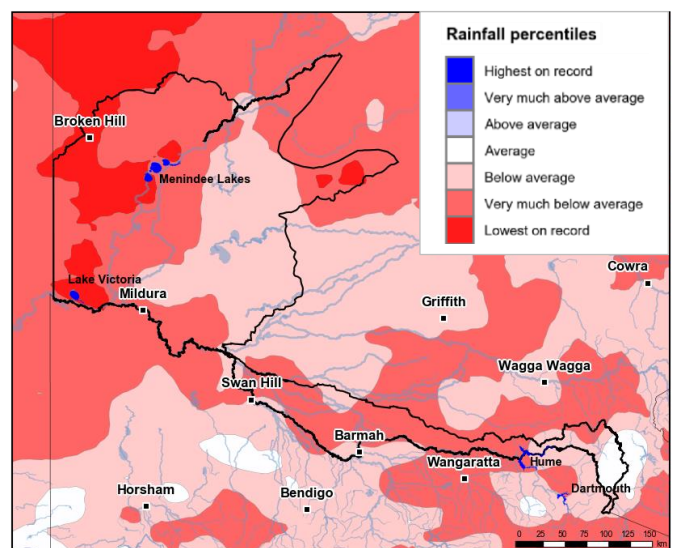 Rainfall percentiles
Highest on record
Very much above average
Above average
Average
Below average
Very much below average
Lowest on record
Broken Hill
Menindee Lakes
Cowra
Lake Victoria
Mildura
Griffith
Wagga Wagga
Swan Hill
Barmah
Wangaratta
Hume
Dartmouth
Horsham
Bendigo
0 25 50 75 100 125 150
km